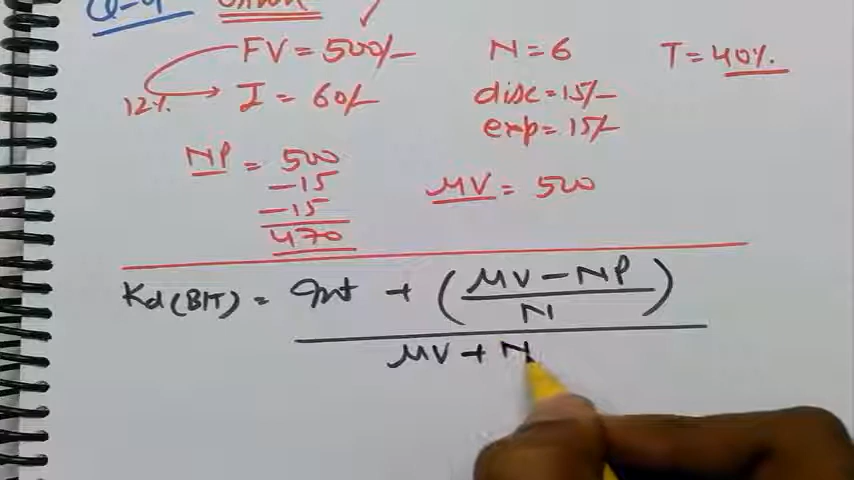 FV = 500/- N = 6 T = 40%.
12%. I = 60/- disc = 15/-
exp = 15/-
NP = 500 MV = 500
-15
-15
470
Kd(BIT) = Int + (MV - NP / N)
MV + N